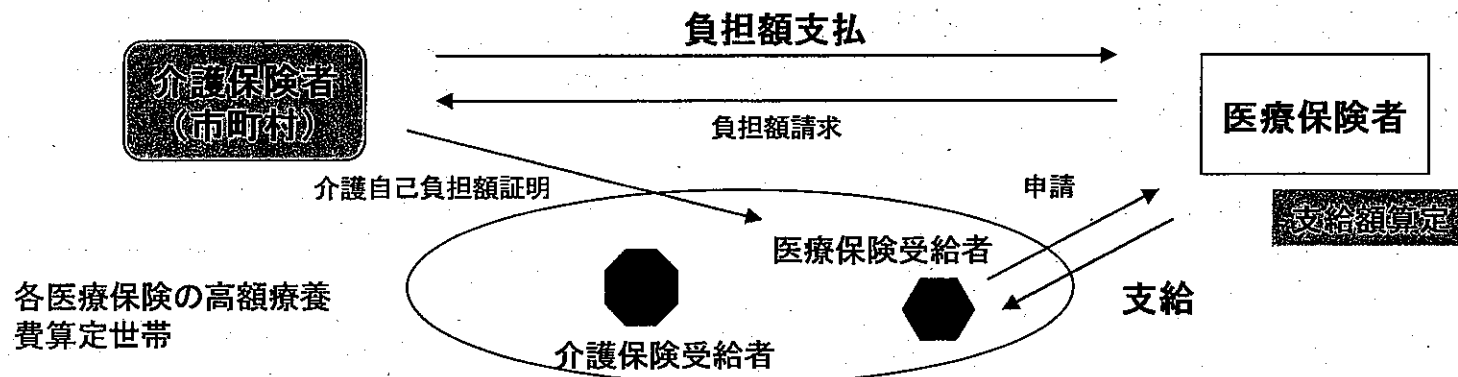 負担額支払
介護保険者
（市町村）
負担額請求
医療保険者
介護自己負担額証明
申請
支給額算定
医療保険受給者
各医療保険の高額療養
費算定世帯
支給
介護保険受給者